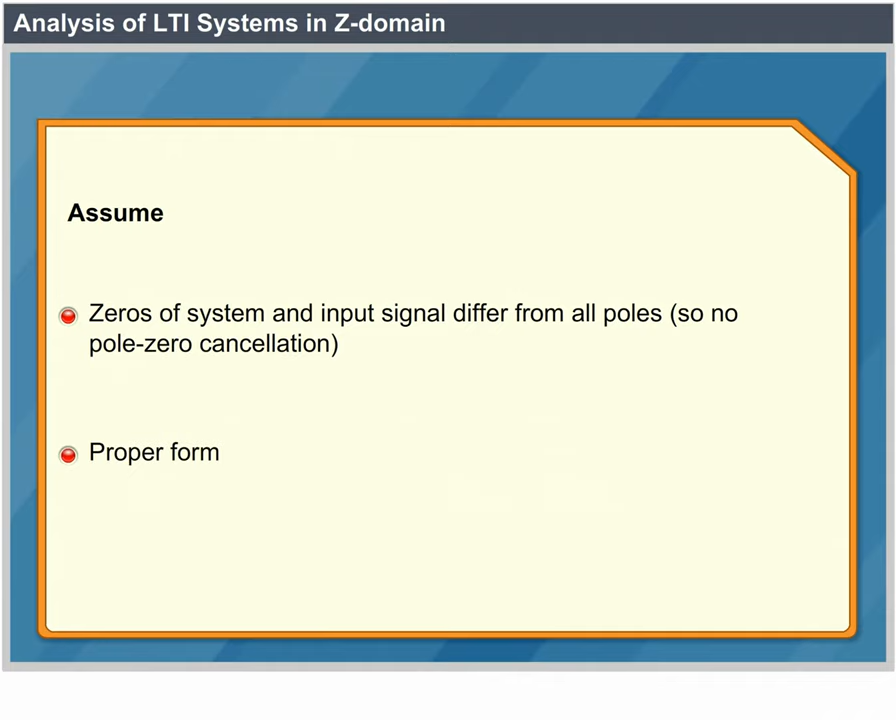 Analysis of LTI Systems in Z-domain
Assume
Zeros of system and input signal differ from all poles (so no
pole-zero cancellation)
Proper form